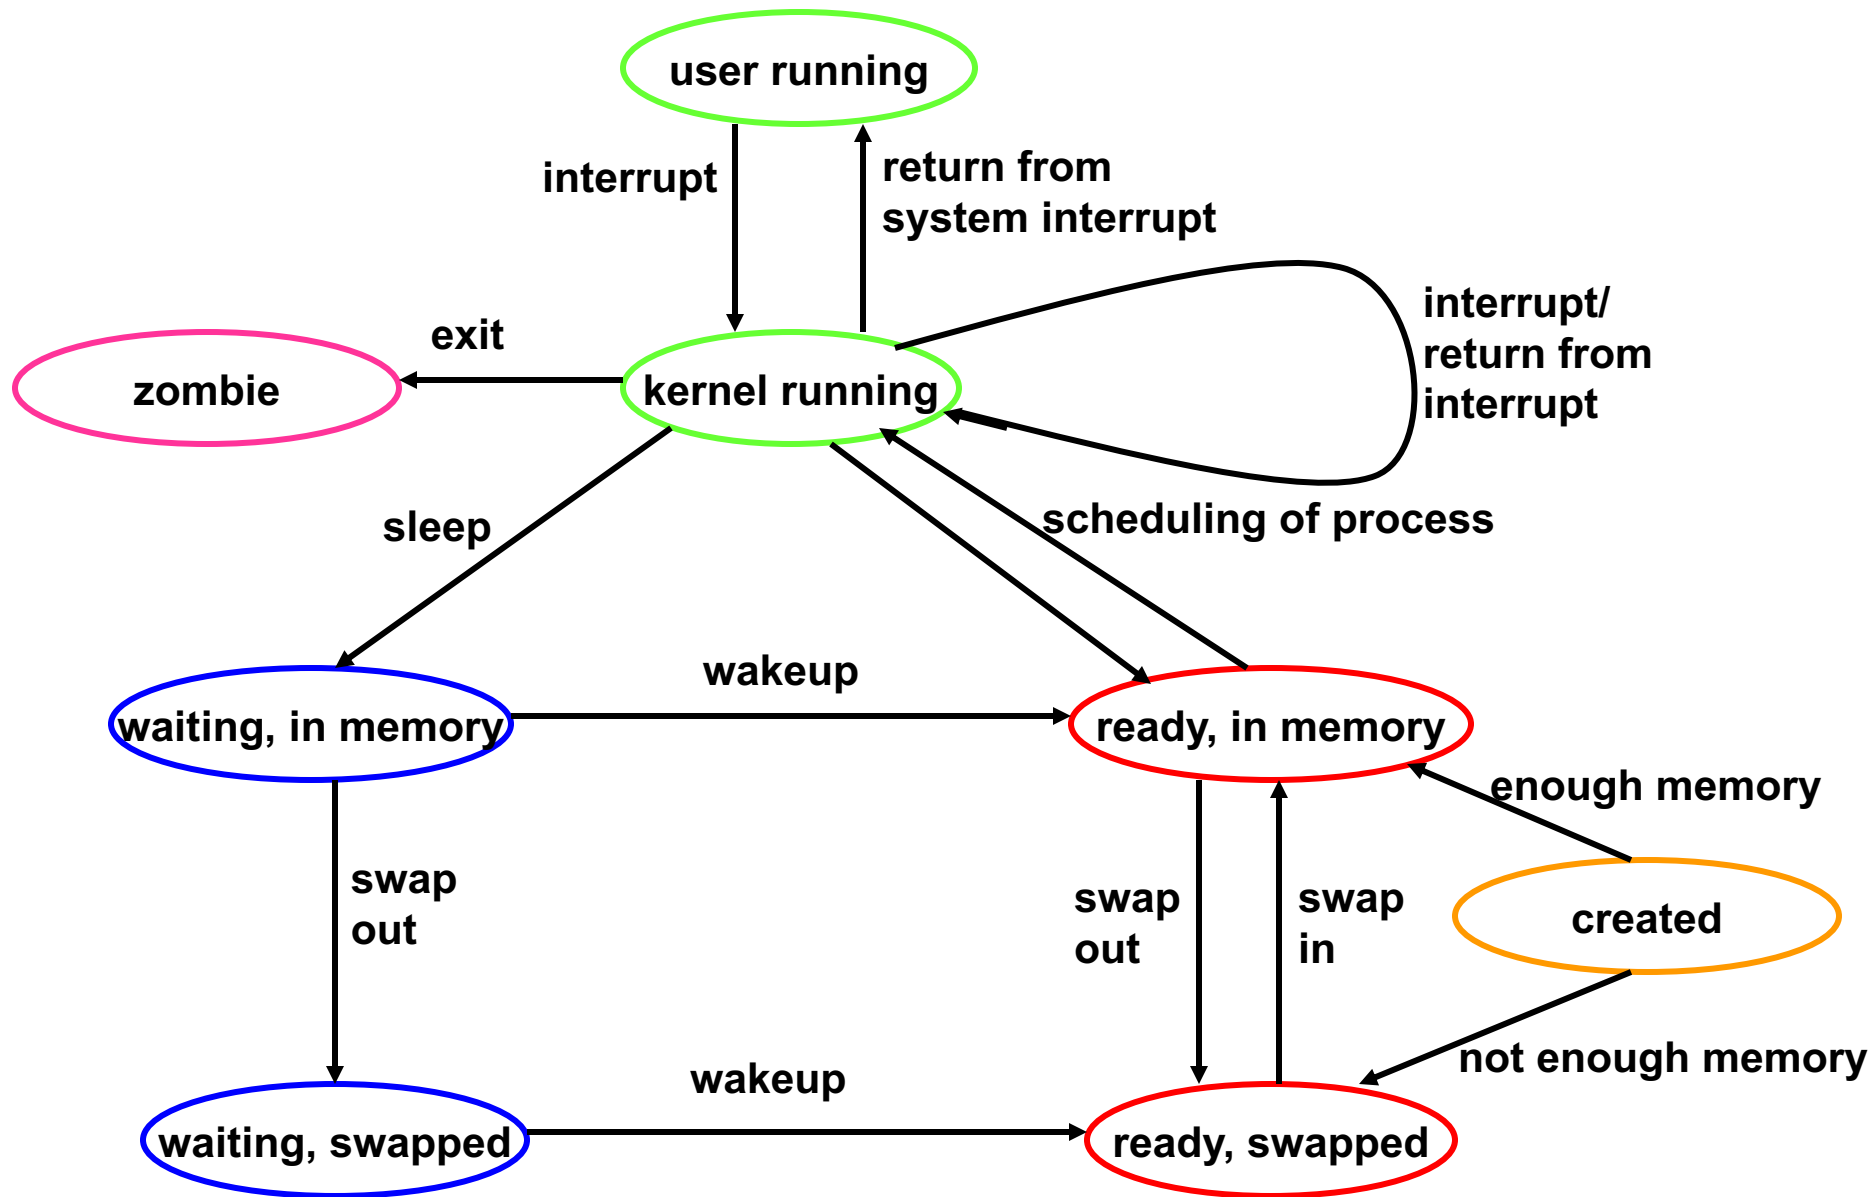 user running
interrupt
return from
system interrupt
interrupt/
return from
interrupt
exit
zombie
kernel running
sleep
scheduling of process
wakeup
waiting, in memory
ready, in memory
enough memory
swap
out
swap
out
swap
in
created
not enough memory
wakeup
waiting, swapped
ready, swapped